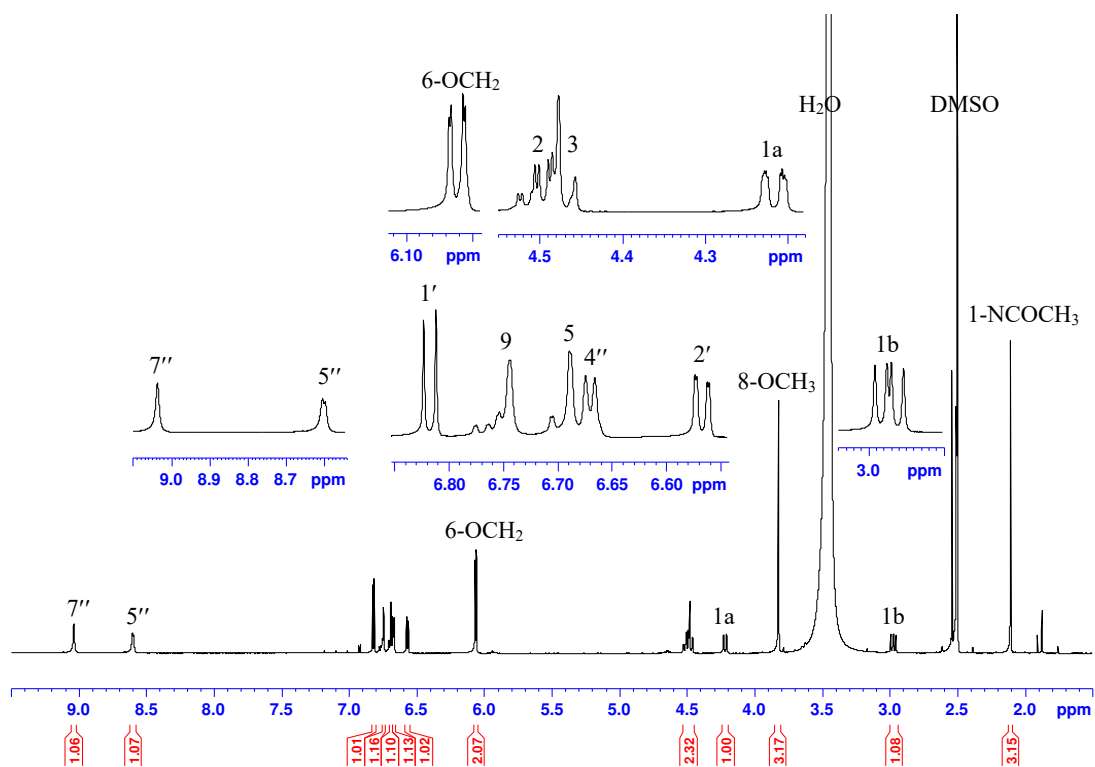 6-OCH₂
H₂O
DMSO
2
3
1a
6.10 ppm
4.5 4.4 4.3 ppm
1′
1-NCOCH₃
9
5
4′′
2′
1b
7′′
5′′
8-OCH₃
3.0 ppm
9.0 8.9 8.8 8.7 ppm
6.80 6.75 6.70 6.65 6.60 ppm
6-OCH₂
7′′
5′′
1a
1b
9.0 8.5 8.0 7.5 7.0 6.5 6.0 5.5 5.0 4.5 4.0 3.5 3.0 2.5 2.0 ppm
1.06 1.07 1.01 1.16 1.10 1.13 1.02 2.07 2.32 1.00 3.17 1.08 3.15